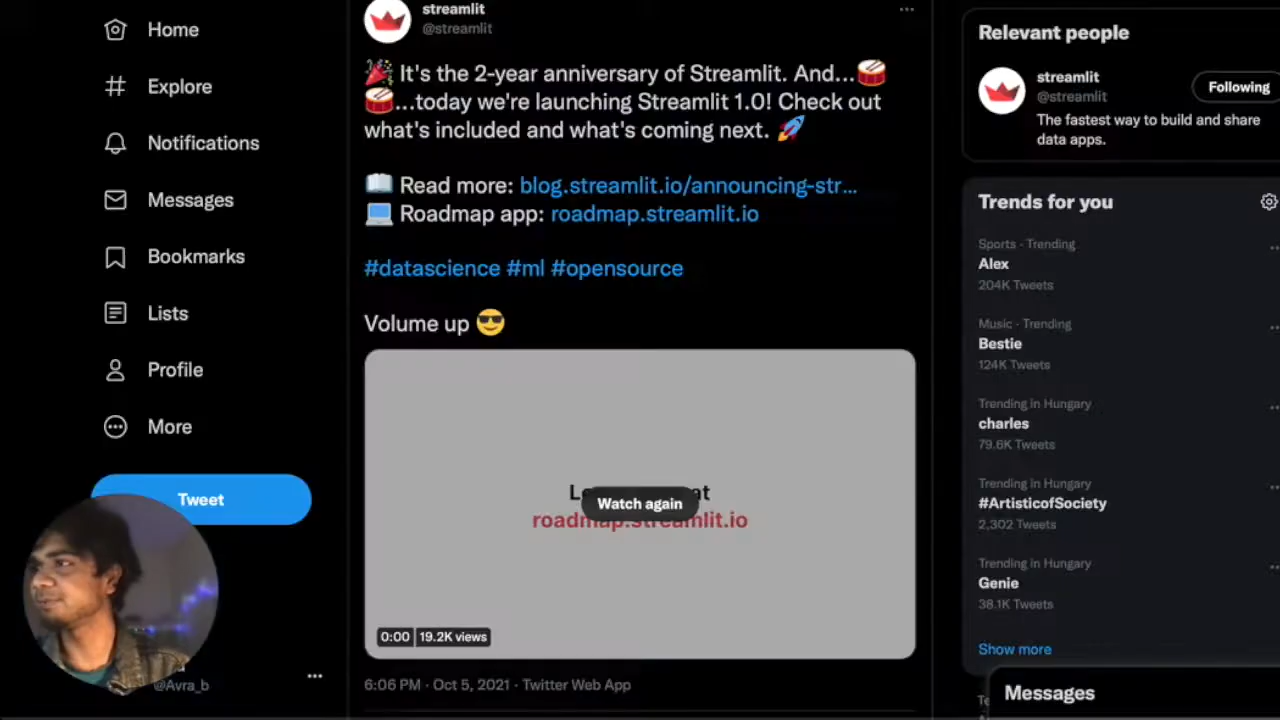 Home
Explore
Notifications
Messages
Bookmarks
Lists
Profile
More
Tweet
@Avra_b
streamlit
@streamlit
🎉 It's the 2-year anniversary of Streamlit. And...🥁
🥁...today we're launching Streamlit 1.0! Check out
what's included and what's coming next. 🚀
📖 Read more: blog.streamlit.io/announcing-str...
💻 Roadmap app: roadmap.streamlit.io
#datascience #ml #opensource
Volume up 😎
Watch again
roadmap.streamlit.io
0:00 19.2K views
6:06 PM · Oct 5, 2021 · Twitter Web App
Relevant people
streamlit
@streamlit
Following
The fastest way to build and share
data apps.
Trends for you
Sports · Trending
Alex
204K Tweets
Music · Trending
Bestie
124K Tweets
Trending in Hungary
charles
79.6K Tweets
Trending in Hungary
#ArtisticofSociety
2,302 Tweets
Trending in Hungary
Genie
38.1K Tweets
Show more
Messages